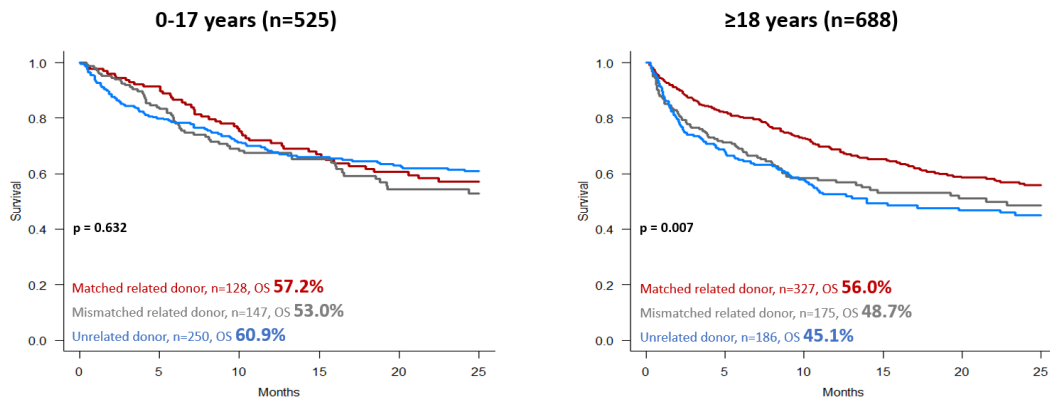 0-17 years (n=525)
1.0
0.8
0.6
0.4
0.2
0.0
Survival
p = 0.632
Matched related donor, n=128, OS 57.2%
Mismatched related donor, n=147, OS 53.0%
Unrelated donor, n=250, OS 60.9%
0 5 10 15 20 25
Months
≥18 years (n=688)
1.0
0.8
0.6
0.4
0.2
0.0
Survival
p = 0.007
Matched related donor, n=327, OS 56.0%
Mismatched related donor, n=175, OS 48.7%
Unrelated donor, n=186, OS 45.1%
0 5 10 15 20 25
Months